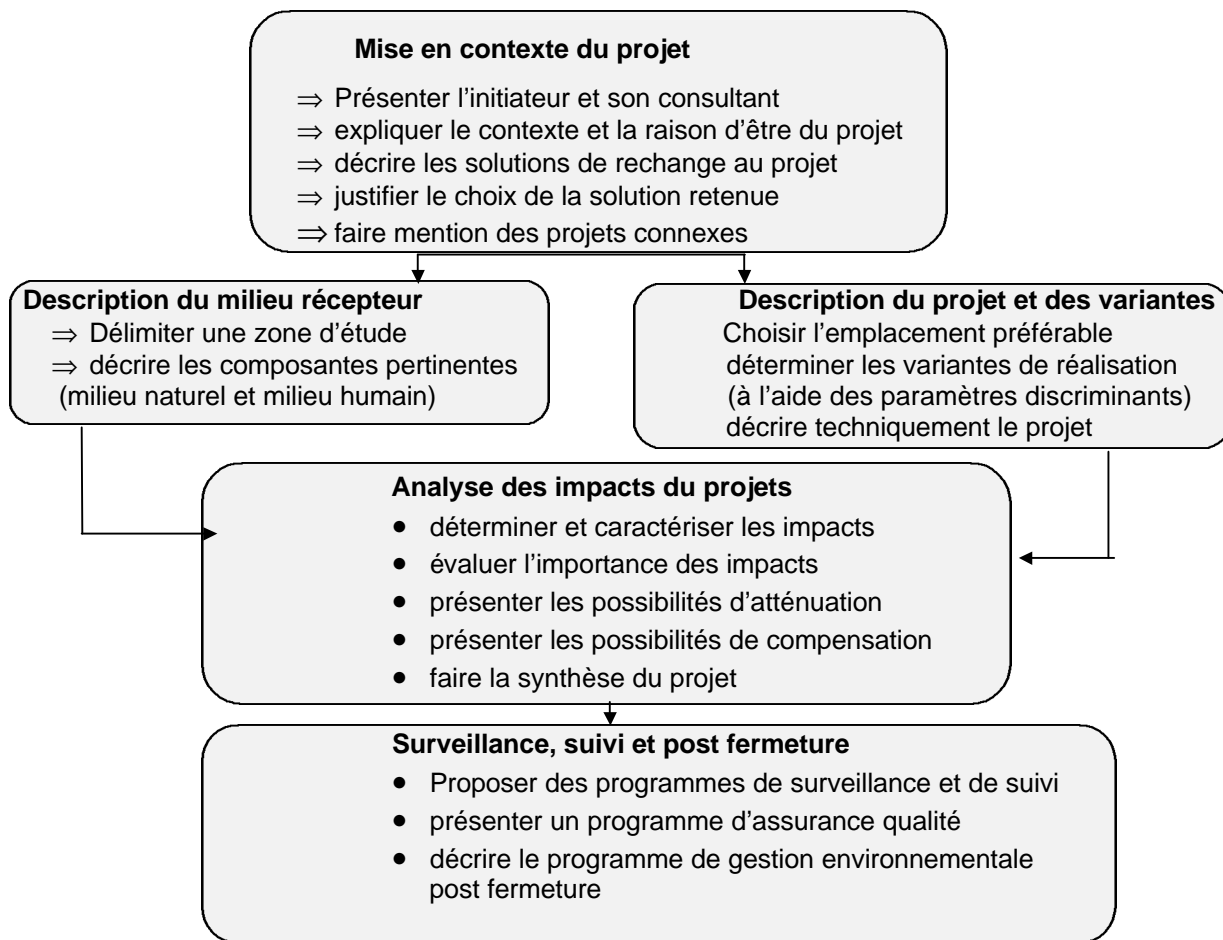 Mise en contexte du projet
⇒ Présenter l’initiateur et son consultant
⇒ expliquer le contexte et la raison d’être du projet
⇒ décrire les solutions de rechange au projet
⇒ justifier le choix de la solution retenue
⇒ faire mention des projets connexes
Description du milieu récepteur
⇒ Délimiter une zone d’étude
⇒ décrire les composantes pertinentes
(milieu naturel et milieu humain)
Description du projet et des variantes
Choisir l’emplacement préférable
déterminer les variantes de réalisation
(à l’aide des paramètres discriminants)
décrire techniquement le projet
Analyse des impacts du projets
• déterminer et caractériser les impacts
• évaluer l’importance des impacts
• présenter les possibilités d’atténuation
• présenter les possibilités de compensation
• faire la synthèse du projet
Surveillance, suivi et post fermeture
• Proposer des programmes de surveillance et de suivi
• présenter un programme d’assurance qualité
• décrire le programme de gestion environnementale
post fermeture